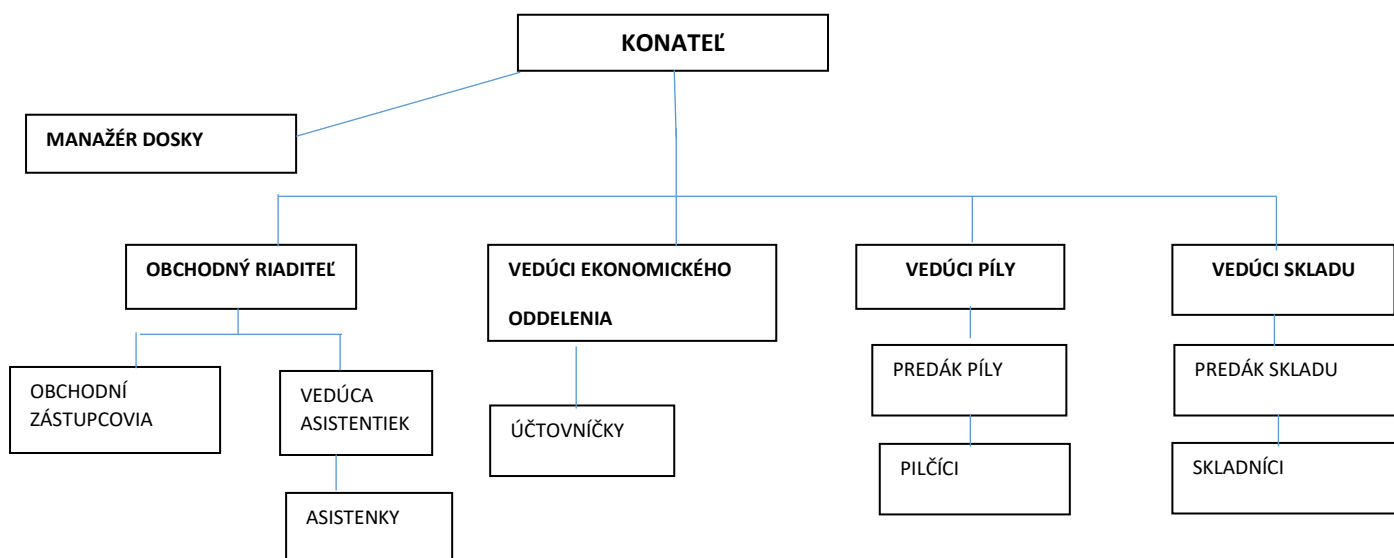 KONATEĽ
MANAŽÉR DOSKY
OBCHODNÝ RIADITEĽ
VEDÚCI EKONOMICKÉHO
ODDELENIA
VEDÚCI PÍLY
VEDÚCI SKLADU
OBCHODNÍ
ZÁSTUPCOVIA
VEDÚCA
ASISTENTIEK
ÚČTOVNÍČKY
PREDÁK PÍLY
PREDÁK SKLADU
PILČÍCI
SKLADNÍCI
ASISTENKY